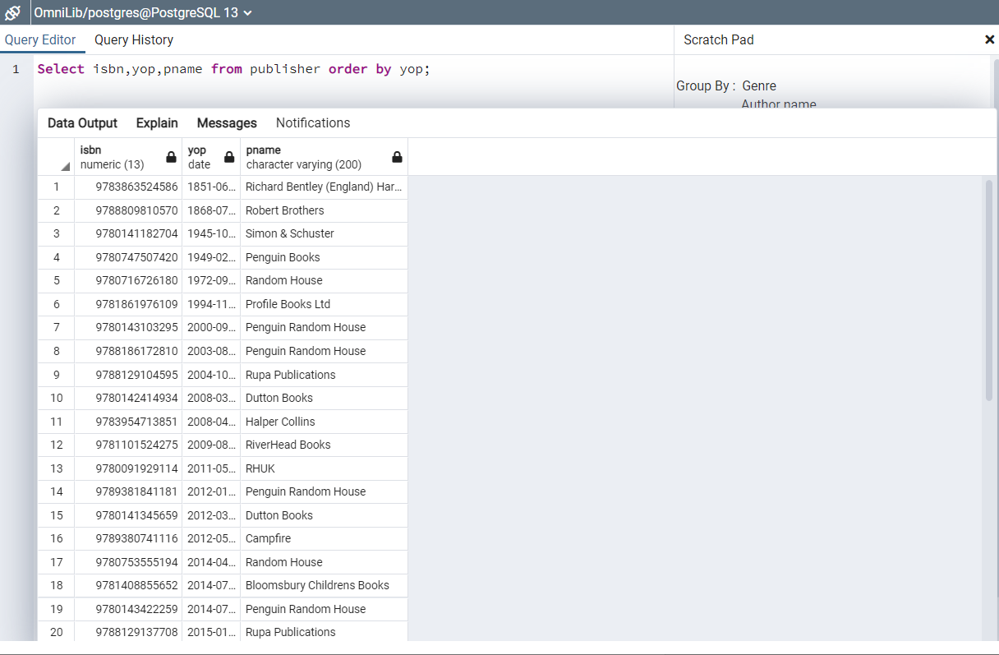 OmniLib/postgres@PostgreSQL 13
Query Editor Query History Scratch Pad
1 Select isbn,yop,pname from publisher order by yop;
Group By : Genre
Author name
Data Output Explain Messages Notifications
isbn yop pname
numeric (13) date character varying (200)
1 9783863524586 1851-06... Richard Bentley (England) Har...
2 9788809810570 1868-07... Robert Brothers
3 9780141182704 1945-10... Simon & Schuster
4 9780747507420 1949-02... Penguin Books
5 9780716726180 1972-09... Random House
6 9781861976109 1994-11... Profile Books Ltd
7 9780143103295 2000-09... Penguin Random House
8 9788186172810 2003-08... Penguin Random House
9 9788129104595 2004-10... Rupa Publications
10 9780142414934 2008-03... Dutton Books
11 9783954713851 2008-04... Halper Collins
12 9781101524275 2009-08... RiverHead Books
13 9780091929114 2011-05... RHUK
14 9789381841181 2012-01... Penguin Random House
15 9780141345659 2012-03... Dutton Books
16 9789380741116 2012-05... Campfire
17 9780753555194 2014-04... Random House
18 9781408855652 2014-07... Bloomsbury Childrens Books
19 9780143422259 2014-07... Penguin Random House
20 9788129137708 2015-01... Rupa Publications